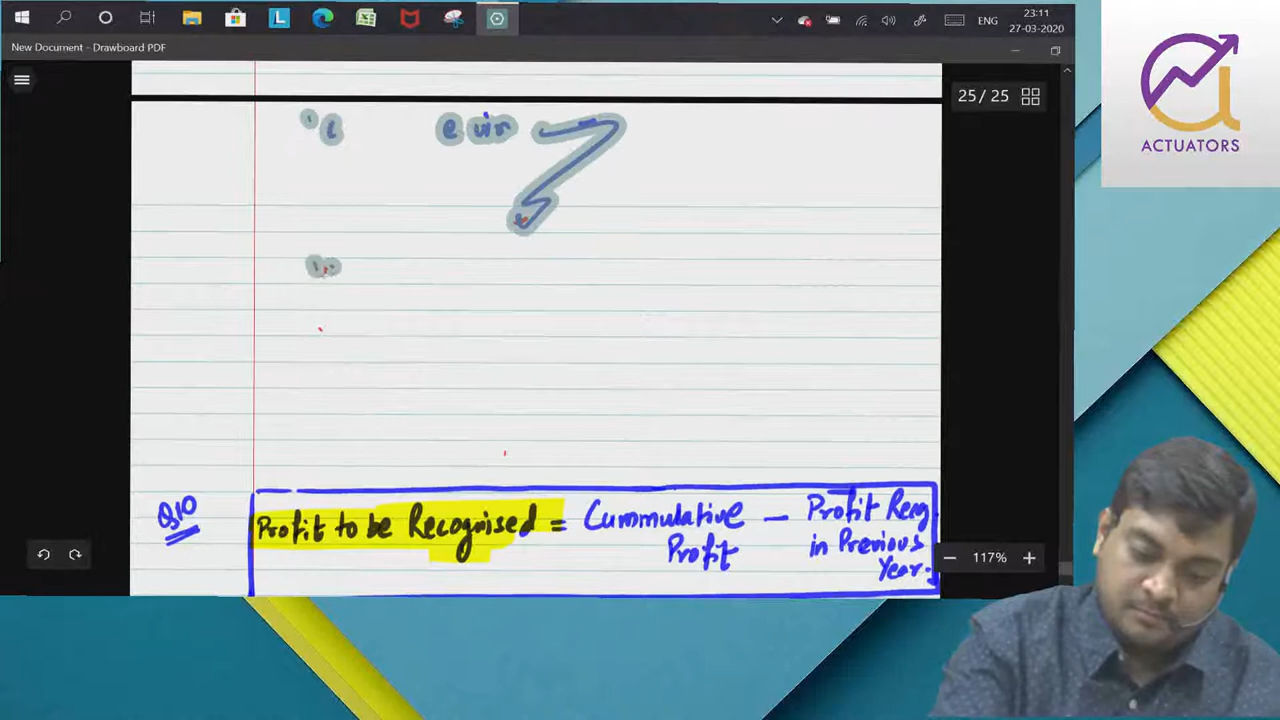 23:11
ENG
27-03-2020
New Document - Drawboard PDF
25 / 25
ACTUATORS
Q10
Profit to be Recognised = Cummulative Profit - Profit Recg in Previous Year.
117%